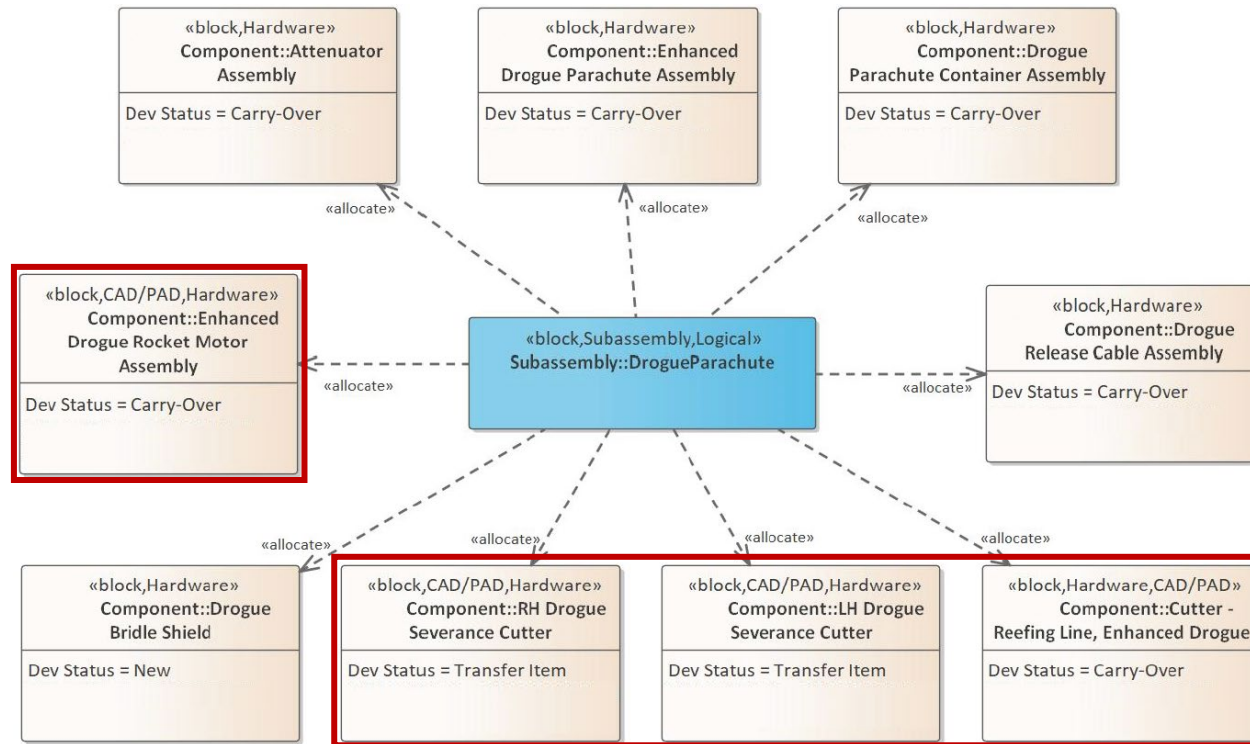 «block,Hardware»
Component::Attenuator
Assembly
Dev Status = Carry-Over
«block,Hardware»
Component::Enhanced
Drogue Parachute Assembly
Dev Status = Carry-Over
«block,Hardware»
Component::Drogue
Parachute Container Assembly
Dev Status = Carry-Over
«allocate»
«allocate»
«allocate»
«block,CAD/PAD,Hardware»
Component::Enhanced
Drogue Rocket Motor
Assembly
Dev Status = Carry-Over
«allocate»
«block,Subassembly,Logical»
Subassembly::DrogueParachute
«allocate»
«block,Hardware»
Component::Drogue
Release Cable Assembly
Dev Status = Carry-Over
«allocate»
«allocate»
«allocate»
«allocate»
«block,Hardware»
Component::Drogue
Bridle Shield
Dev Status = New
«block,CAD/PAD,Hardware»
Component::RH Drogue
Severance Cutter
Dev Status = Transfer Item
«block,CAD/PAD,Hardware»
Component::LH Drogue
Severance Cutter
Dev Status = Transfer Item
«block,Hardware,CAD/PAD»
Component::Cutter -
Reefing Line, Enhanced Drogue
Dev Status = Carry-Over